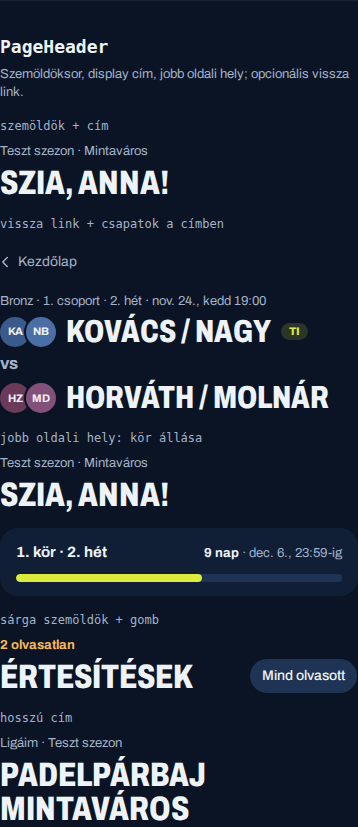 PageHeader
Szemöldöksor, display cím, jobb oldali hely; opcionális vissza
link.
szemöldök + cím
Teszt szezon · Mintaváros
SZIA, ANNA!
vissza link + csapatok a címben
Kezdőlap
Bronz · 1. csoport · 2. hét · nov. 24., kedd 19:00
KA NB KOVÁCS / NAGY TI
VS
HZ MD HORVÁTH / MOLNÁR
jobb oldali hely: kör állása
Teszt szezon · Mintaváros
SZIA, ANNA!
1. kör · 2. hét 9 nap · dec. 6., 23:59-ig
sárga szemöldök + gomb
2 olvasatlan
ÉRTESÍTÉSEK Mind olvasott
hosszú cím
Ligáim · Teszt szezon
PADELPÁRBAJ
MINTAVÁROS